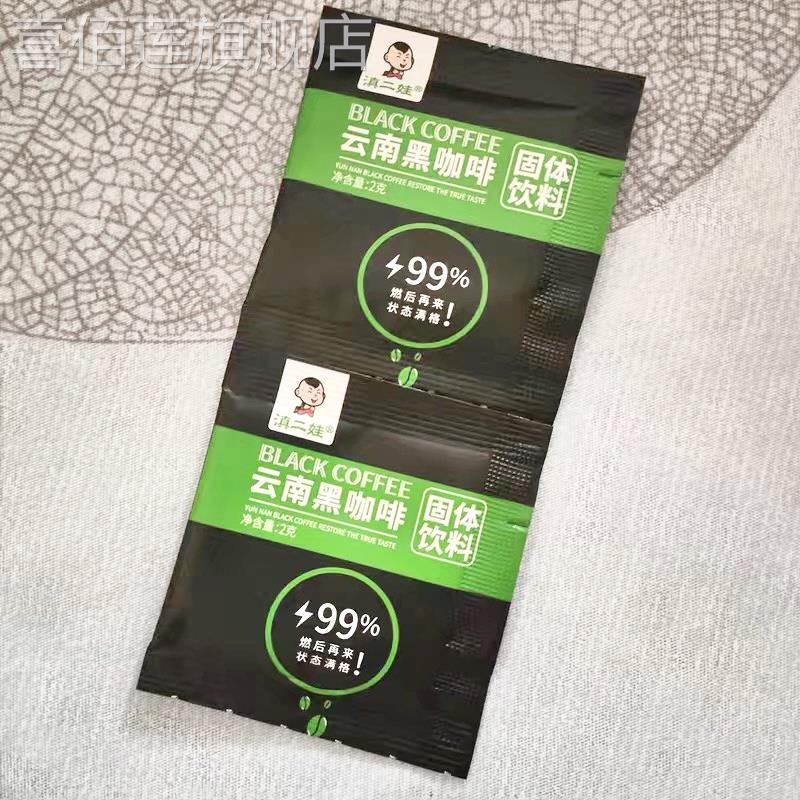 喜佰莲旗舰店
滇二娃®
BLACK COFFEE
云南黑咖啡
固体
饮料
YUN NAN BLACK COFFEE RESTORE THE TRUE TASTE
净含量:2克
99%
燃后再来
状态满格!
滇二娃®
BLACK COFFEE
云南黑咖啡
固体
饮料
YUN NAN BLACK COFFEE RESTORE THE TRUE TASTE
净含量:2克
99%
燃后再来
状态满格!